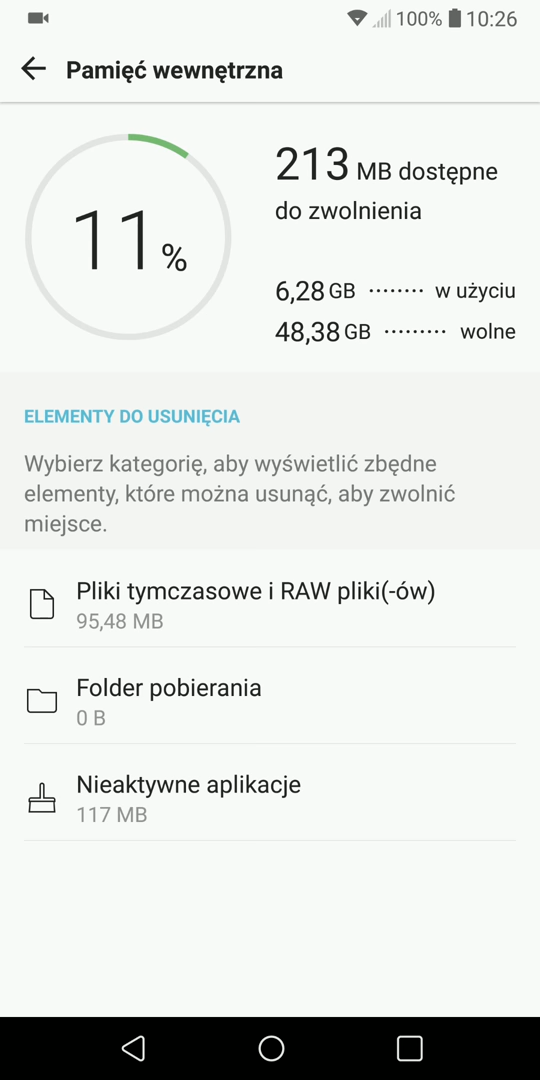 100% 10:26
Pamięć wewnętrzna
11%
213 MB dostępne
do zwolnienia
6,28 GB ········ w użyciu
48,38 GB ········· wolne
ELEMENTY DO USUNIĘCIA
Wybierz kategorię, aby wyświetlić zbędne
elementy, które można usunąć, aby zwolnić
miejsce.
Pliki tymczasowe i RAW pliki(-ów)
95,48 MB
Folder pobierania
0 B
Nieaktywne aplikacje
117 MB